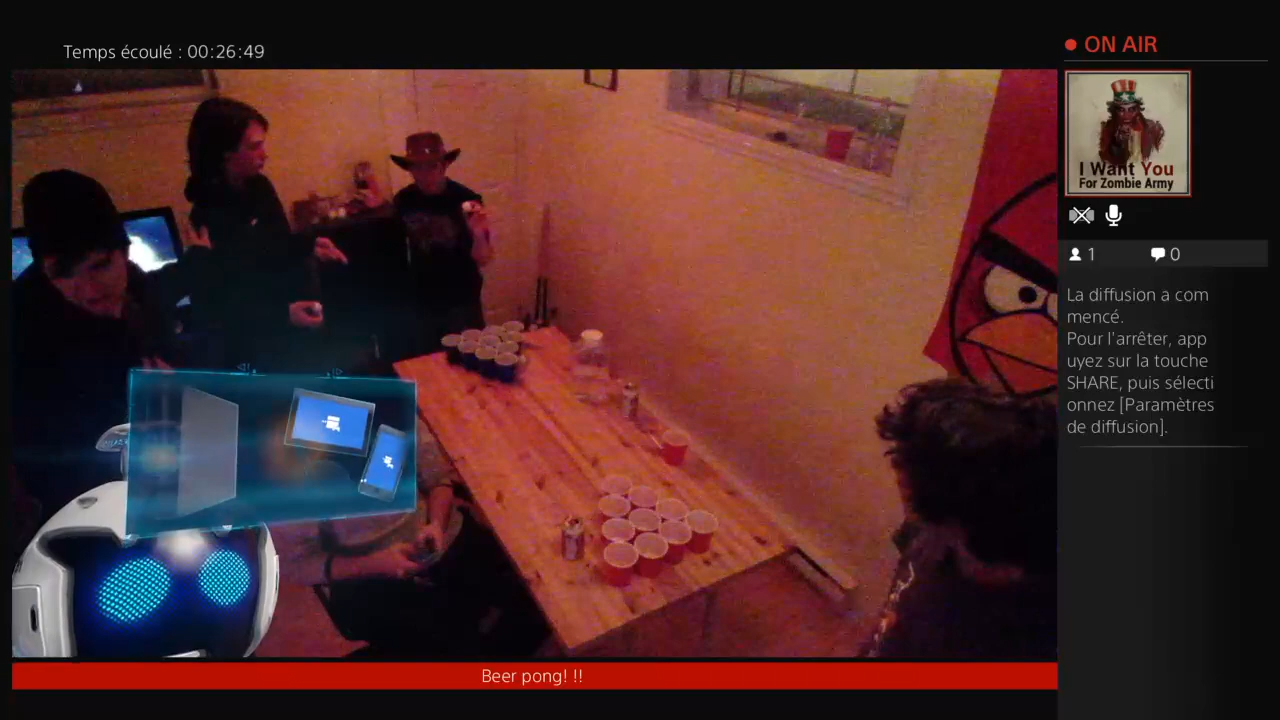 Temps écoulé : 00:26:49
ON AIR
I Want You
For Zombie Army
1
0
La diffusion a com
mencé.
Pour l'arrêter, app
uyez sur la touche
SHARE, puis sélecti
onnez [Paramètres
de diffusion].
Beer pong! !!